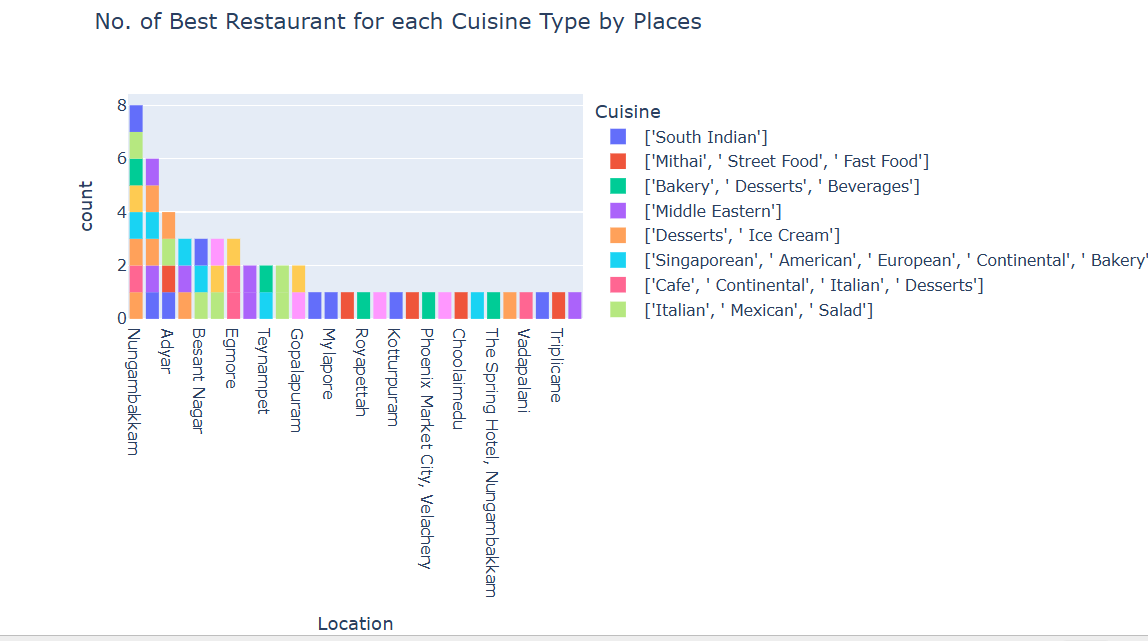 No. of Best Restaurant for each Cuisine Type by Places
count
8
6
4
2
0
Nungambakkam
Adyar
Besant Nagar
Egmore
Teynampet
Gopalapuram
Mylapore
Royapettah
Kotturpuram
Phoenix Market City, Velachery
Choolaimedu
The Spring Hotel, Nungambakkam
Vadapalani
Triplicane
Location
Cuisine
['South Indian']
['Mithai', ' Street Food', ' Fast Food']
['Bakery', ' Desserts', ' Beverages']
['Middle Eastern']
['Desserts', ' Ice Cream']
['Singaporean', ' American', ' European', ' Continental', ' Bakery'
['Cafe', ' Continental', ' Italian', ' Desserts']
['Italian', ' Mexican', ' Salad']